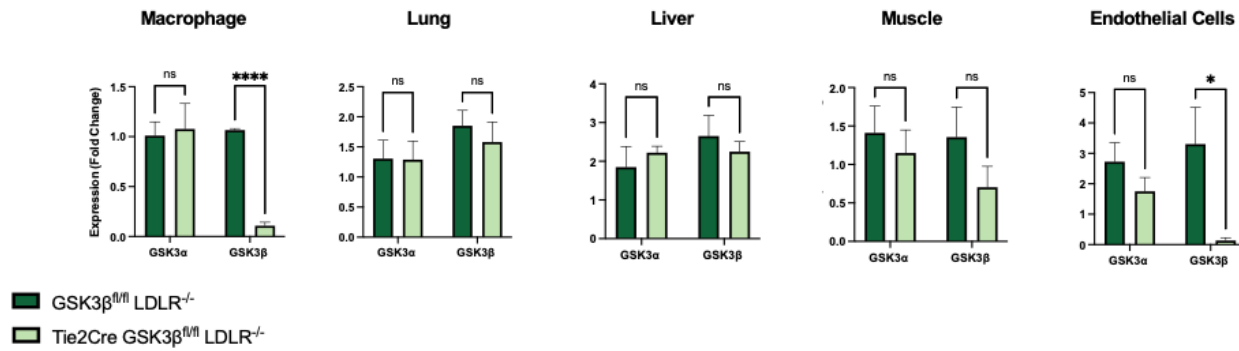 Macrophage
ns
****
Expression (Fold Change)
1.5
1.0
0.5
0.0
GSK3α
GSK3β
Lung
ns
ns
2.5
2.0
1.5
1.0
0.5
0.0
GSK3α
GSK3β
Liver
ns
ns
4
3
2
1
0
GSK3α
GSK3β
Muscle
ns
ns
2.0
1.5
1.0
0.5
0.0
GSK3α
GSK3β
Endothelial Cells
ns
*
5
4
3
2
1
0
GSK3α
GSK3β
GSK3β^fl/fl LDLR^-/-
Tie2Cre GSK3β^fl/fl LDLR^-/-